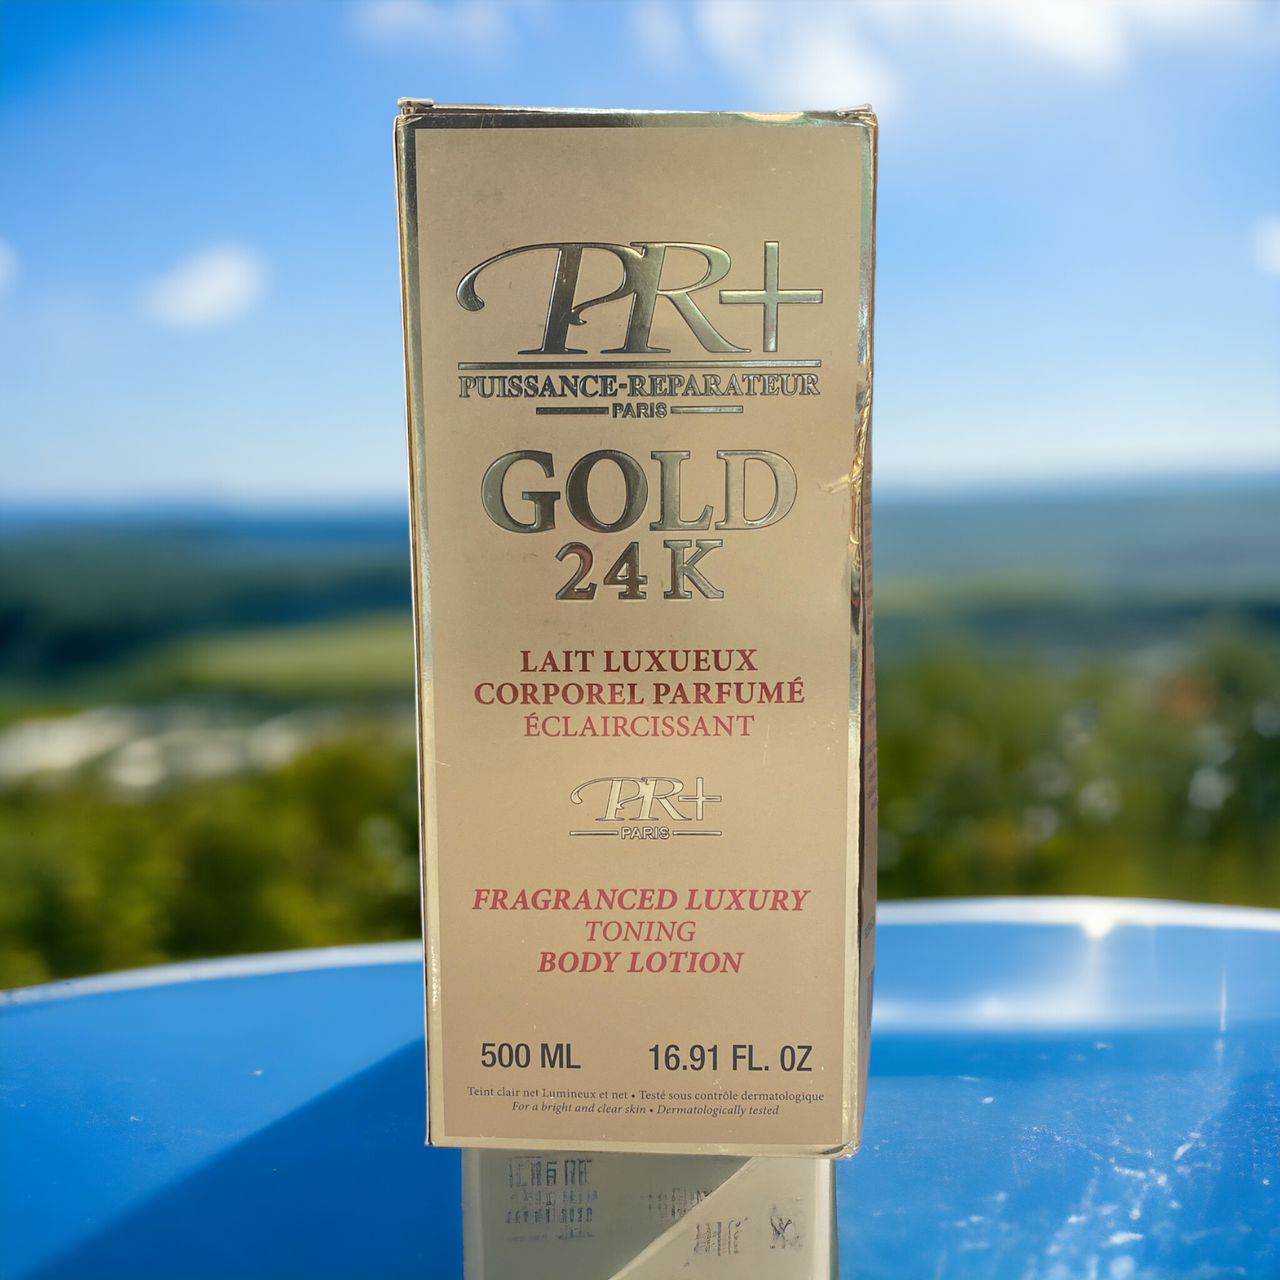 PR+
PUISSANCE-REPARATEUR
PARIS
GOLD
24K
LAIT LUXUEUX
CORPOREL PARFUMÉ
ÉCLAIRCISSANT
PR+
PARIS
FRAGRANCED LUXURY
TONING
BODY LOTION
500 ML 16.91 FL. OZ
Teint clair net Lumineux et net • Testé sous contrôle dermatologique
For a bright and clear skin • Dermatologically tested